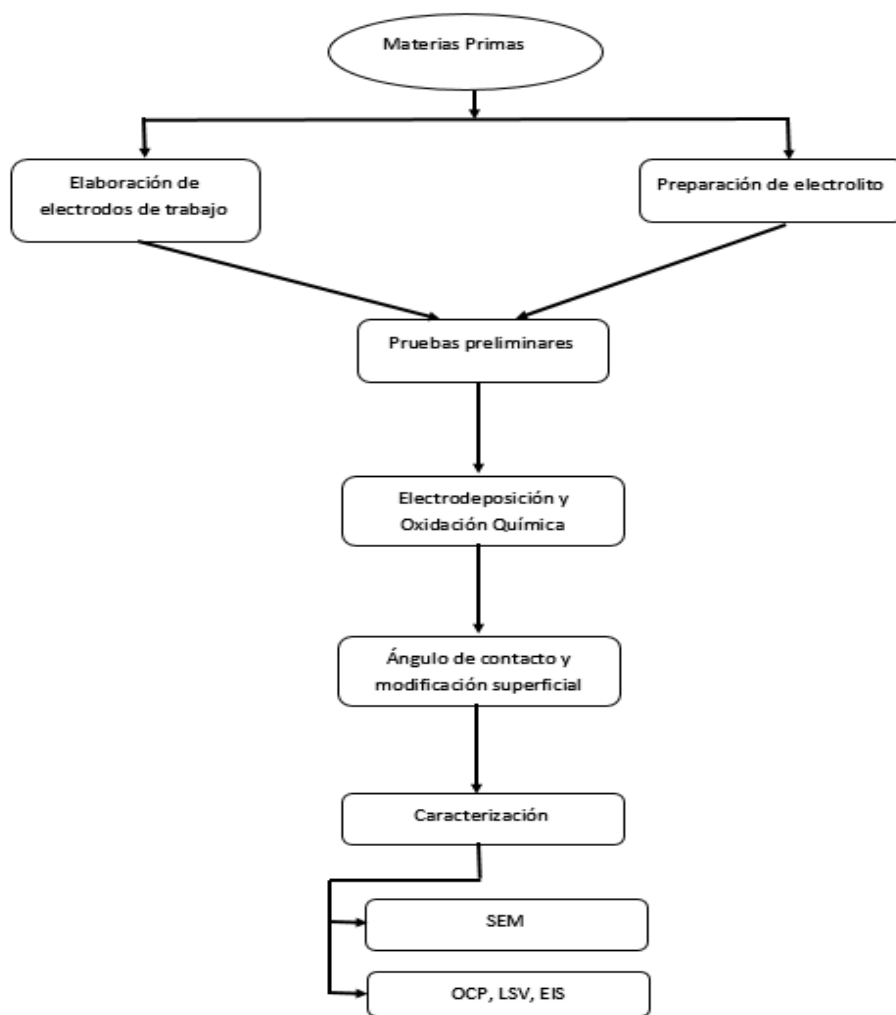 Materias Primas
Elaboración de
electrodos de trabajo
Preparación de electrolito
Pruebas preliminares
Electrodeposición y
Oxidación Química
Ángulo de contacto y
modificación superficial
Caracterización
SEM
OCP, LSV, EIS